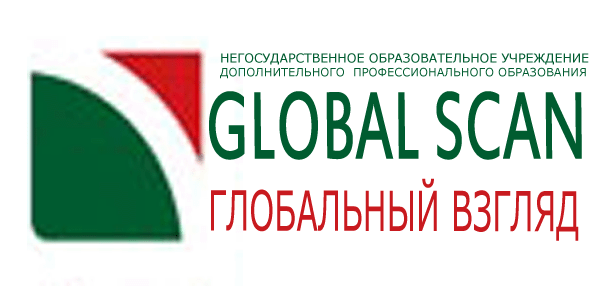 НЕГОСУДАРСТВЕННОЕ ОБРАЗОВАТЕЛЬНОЕ УЧРЕЖДЕНИЕ
ДОПОЛНИТЕЛЬНОГО ПРОФЕССИОНАЛЬНОГО ОБРАЗОВАНИЯ
GLOBAL SCAN
ГЛОБАЛЬНЫЙ ВЗГЛЯД